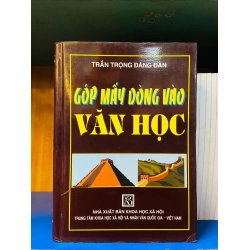 TRẦN TRỌNG ĐĂNG ĐÀN
GÓP MẤY DÒNG VÀO
VĂN HỌC
NHÀ XUẤT BẢN KHOA HỌC XÃ HỘI
TRUNG TÂM KHOA HỌC XÃ HỘI VÀ NHÂN VĂN QUỐC GIA - VIỆT NAM